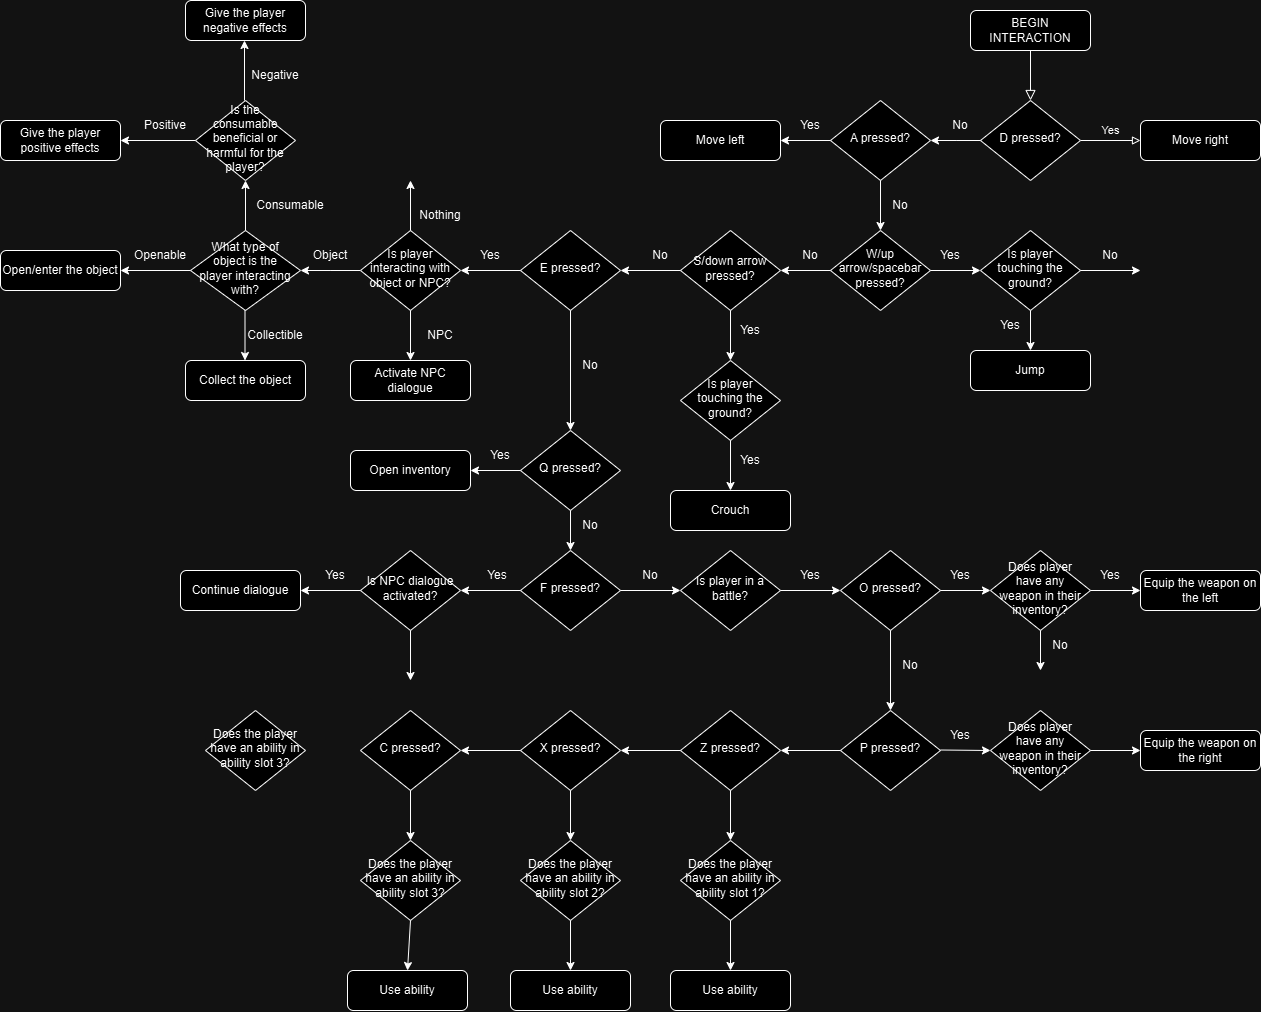 Give the player
negative effects
BEGIN
INTERACTION
Negative
Is the
consumable
beneficial or
harmful for the
player?
Positive
Give the player
positive effects
Move left
Yes
A pressed?
No
D pressed?
Yes
Move right
Consumable
Nothing
No
Open/enter the object
Openable
What type of
object is the
player interacting
with?
Object
Is player
interacting with
object or NPC?
Yes
E pressed?
No
S/down arrow
pressed?
No
W/up
arrow/spacebar
pressed?
Yes
Is player
touching the
ground?
No
Collectible
NPC
Yes
Yes
Collect the object
Activate NPC
dialogue
No
Is player
touching the
ground?
Jump
Open inventory
Yes
Q pressed?
Yes
Crouch
No
Continue dialogue
Yes
Is NPC dialogue
activated?
Yes
F pressed?
No
Is player in a
battle?
Yes
O pressed?
Yes
Does player
have any
weapon in their
inventory?
Yes
Equip the weapon on
the left
No
No
Does the player
have an ability in
ability slot 3?
C pressed?
X pressed?
Z pressed?
P pressed?
Yes
Does player
have any
weapon in their
inventory?
Equip the weapon on
the right
Does the player
have an ability in
ability slot 3?
Does the player
have an ability in
ability slot 2?
Does the player
have an ability in
ability slot 1?
Use ability
Use ability
Use ability